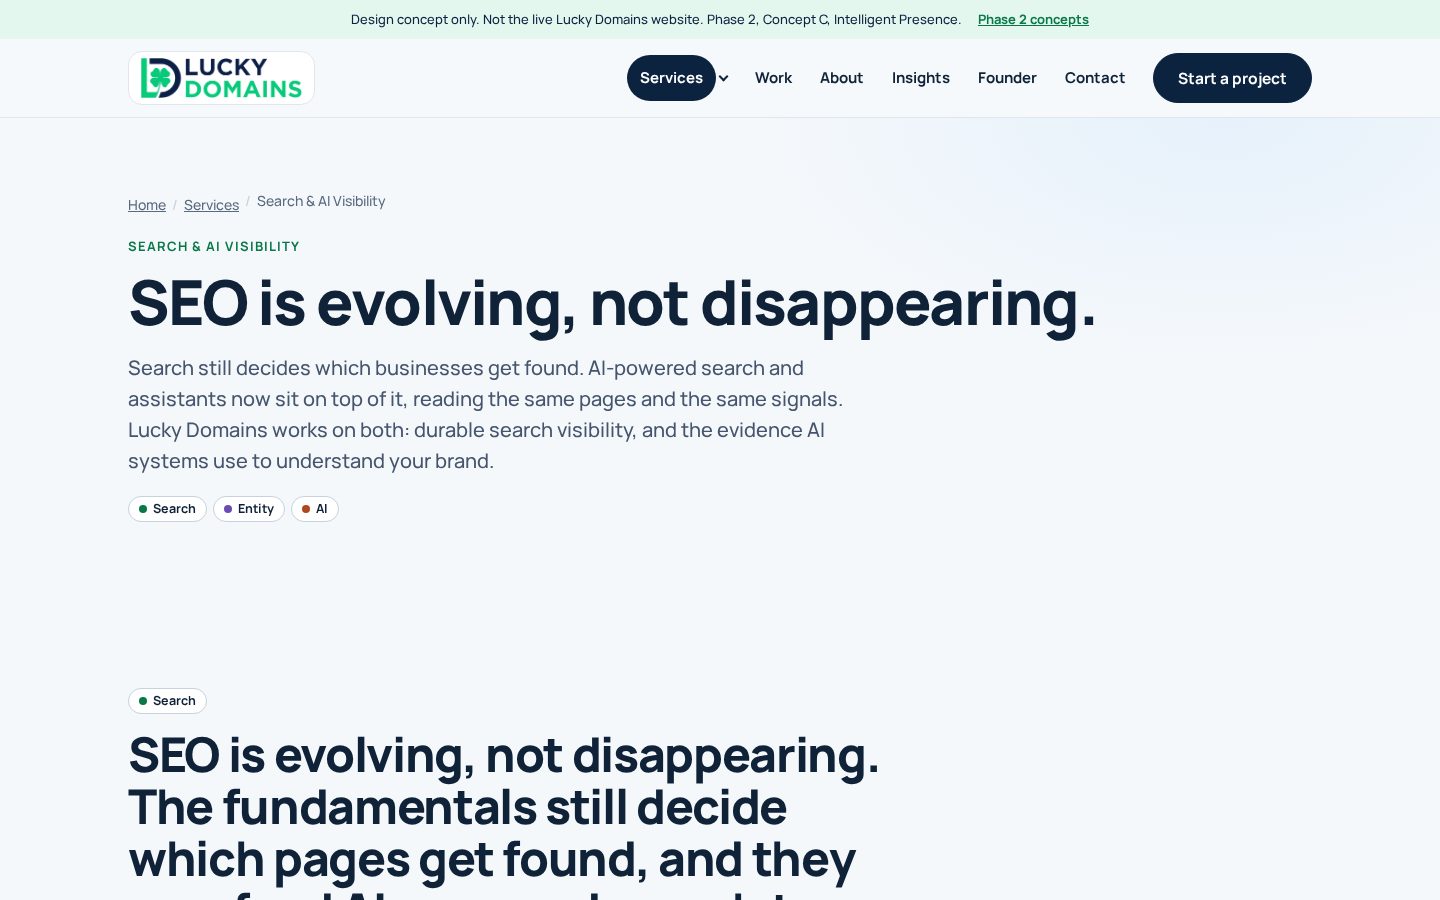 Design concept only. Not the live Lucky Domains website. Phase 2, Concept C, Intelligent Presence. Phase 2 concepts
LUCKY
DOMAINS
Services Work About Insights Founder Contact Start a project
Home / Services / Search & AI Visibility
SEARCH & AI VISIBILITY
SEO is evolving, not disappearing.
Search still decides which businesses get found. AI-powered search and
assistants now sit on top of it, reading the same pages and the same signals.
Lucky Domains works on both: durable search visibility, and the evidence AI
systems use to understand your brand.
Search Entity AI
Search
SEO is evolving, not disappearing.
The fundamentals still decide
which pages get found, and they